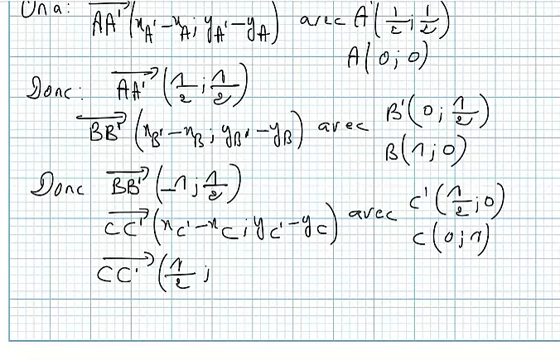 On a: AA' (x_A' - x_A ; y_A' - y_A) avec A' (1/2 ; 1/2)
A (0 ; 0)
Donc: AA' (1/2 ; 1/2)
BB' (x_B' - x_B ; y_B' - y_B) avec B' (0 ; 1/2)
B (1 ; 0)
Donc BB' (-1 ; 1/2)
CC' (x_C' - x_C ; y_C' - y_C) avec C' (1/2 ; 0)
C (0 ; 1)
CC' (1/2 ;